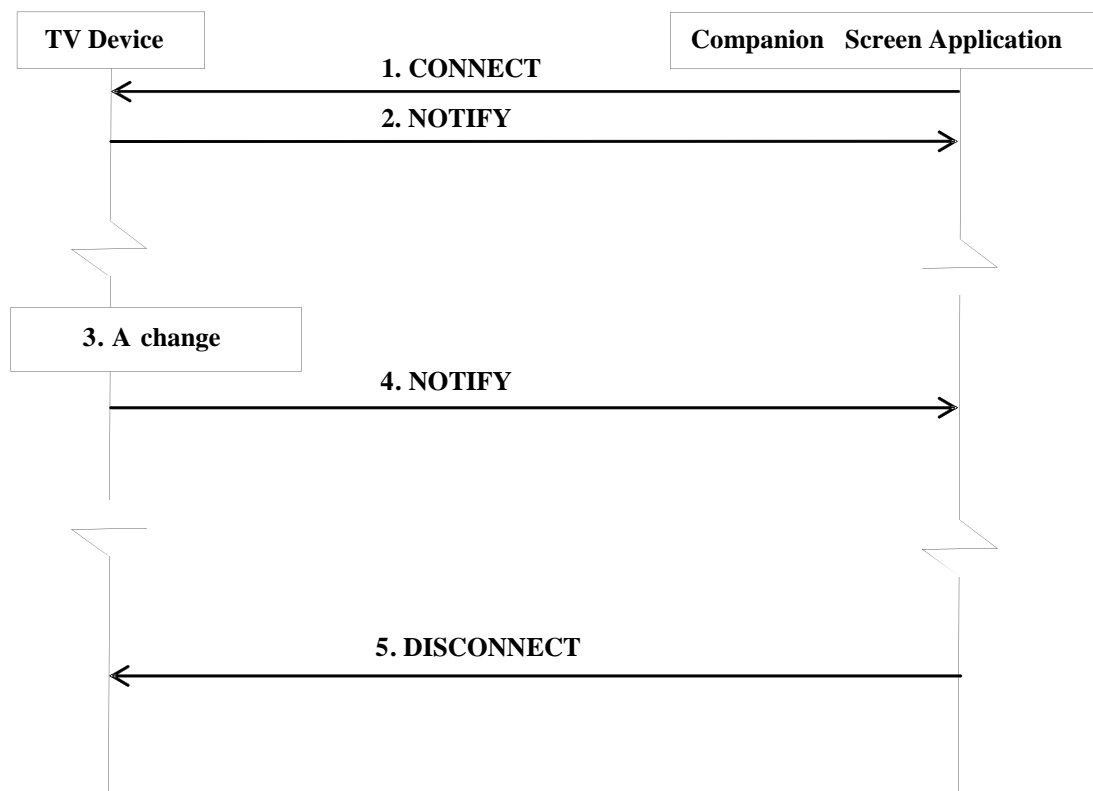 TV Device
Companion Screen Application
1. CONNECT
2. NOTIFY
3. A change
4. NOTIFY
5. DISCONNECT